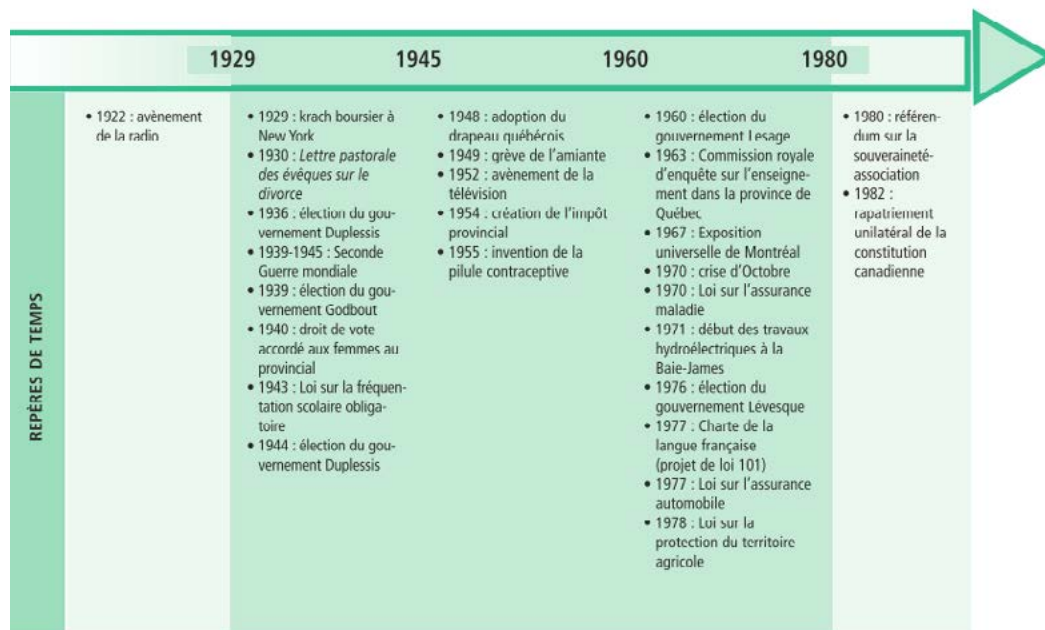 1929
1945
1960
1980
REPÈRES DE TEMPS
• 1922 : avènement
de la radio
• 1929 : krach boursier à
New York
• 1930 : Lettre pastorale
des évêques sur le
divorce
• 1936 : élection du gou-
vernement Duplessis
• 1939-1945 : Seconde
Guerre mondiale
• 1939 : élection du gou-
vernement Godbout
• 1940 : droit de vote
accordé aux femmes au
provincial
• 1943 : Loi sur la fréquen-
tation scolaire obliga-
toire
• 1944 : élection du gou-
vernement Duplessis
• 1948 : adoption du
drapeau québécois
• 1949 : grève de l'amiante
• 1952 : avènement de la
télévision
• 1954 : création de l'impôt
provincial
• 1955 : invention de la
pilule contraceptive
• 1960 : élection du
gouvernement Lesage
• 1963 : Commission royale
d'enquête sur l'enseigne-
ment dans la province de
Québec
• 1967 : Exposition
universelle de Montréal
• 1970 : crise d'Octobre
• 1970 : Loi sur l'assurance
maladie
• 1971 : début des travaux
hydroélectriques à la
Baie-James
• 1976 : élection du
gouvernement Lévesque
• 1977 : Charte de la
langue française
(projet de loi 101)
• 1977 : Loi sur l'assurance
automobile
• 1978 : Loi sur la
protection du territoire
agricole
• 1980 : référen-
dum sur la
souveraineté-
association
• 1982 :
rapatriement
unilatéral de la
constitution
canadienne